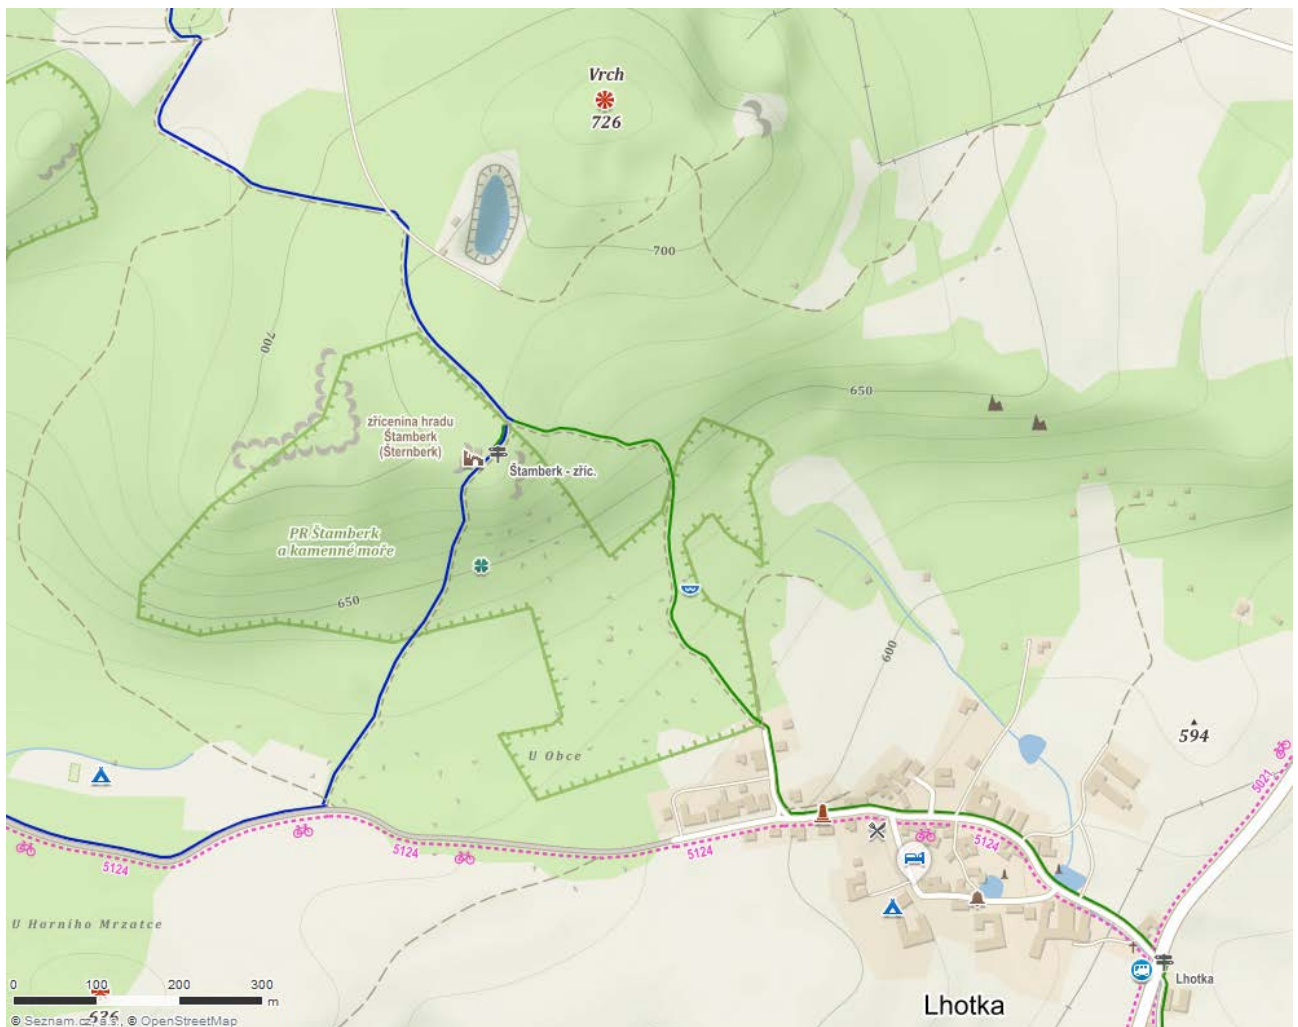 Vrch
726
700
700
650
zřícenina hradu
Štamberk
(Šternberk)
Štamberk - zříc.
PR Štamberk
a kamenné moře
650
600
594
U Obce
5021
5124
5124
5124
5124
U Horního Mrzatce
0 100 200 300
m
636
Lhotka
Lhotka
© Seznam.cz, a.s., © OpenStreetMap